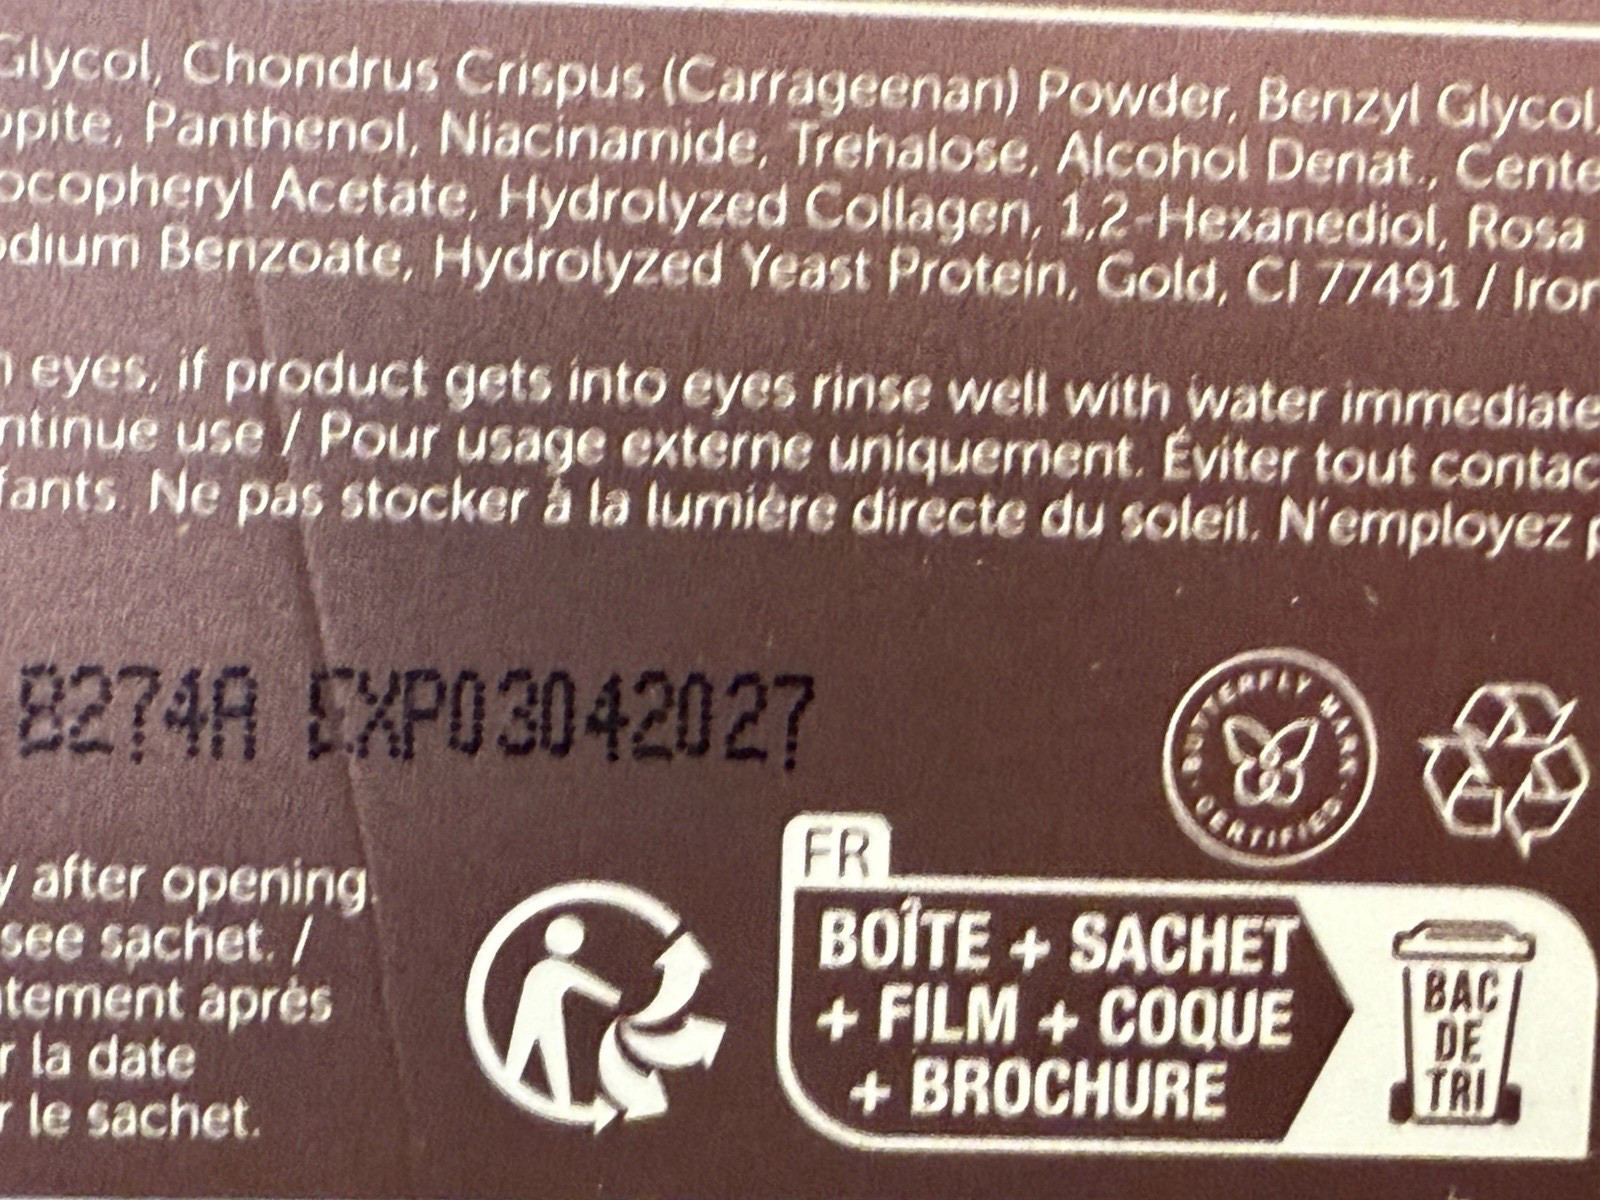 Glycol, Chondrus Crispus (Carrageenan) Powder, Benzyl Glycol,
opite, Panthenol, Niacinamide, Trehalose, Alcohol Denat., Cente
ocopheryl Acetate, Hydrolyzed Collagen, 1,2-Hexanediol, Rosa
odium Benzoate, Hydrolyzed Yeast Protein, Gold, CI 77491 / Iron
n eyes, if product gets into eyes rinse well with water immediate
ntinue use / Pour usage externe uniquement. Éviter tout contac
fants. Ne pas stocker à la lumière directe du soleil. N'employez p
B274A EXP03042027
BUTTERFLY MARK
CERTIFIED
y after opening.
see sachet. /
tement après
r la date
r le sachet.
FR
BOÎTE + SACHET
+ FILM + COQUE
+ BROCHURE
BAC
DE
TRI